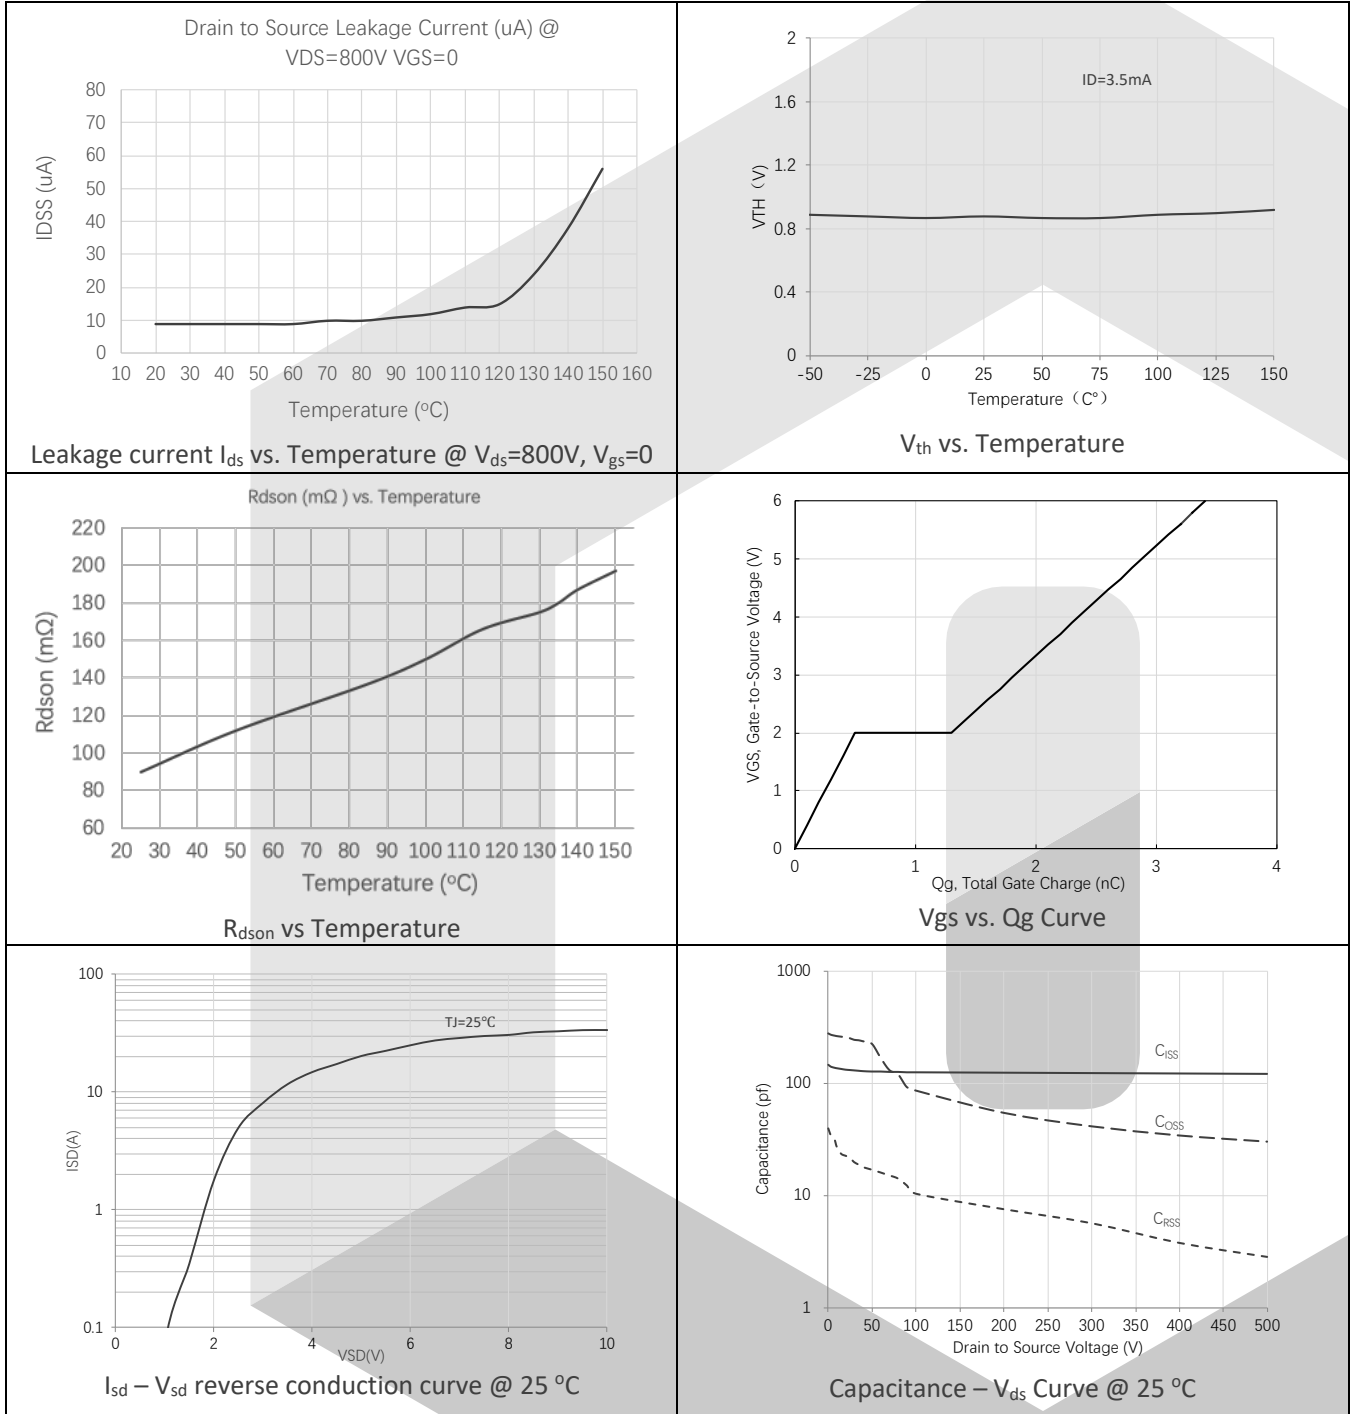 Drain to Source Leakage Current (uA) @
VDS=800V VGS=0
80
70
60
50
40
30
20
10
0
IDSS (uA)
10 20 30 40 50 60 70 80 90 100 110 120 130 140 150 160
Temperature (ºC)
Leakage current Ids vs. Temperature @ Vds=800V, Vgs=0
2
1.6
1.2
0.8
0.4
0
VTH（V）
ID=3.5mA
-50 -25 0 25 50 75 100 125 150
Temperature（C°）
Vth vs. Temperature
Rdson (mΩ ) vs. Temperature
220
200
180
160
140
120
100
80
60
Rdson (mΩ)
20 30 40 50 60 70 80 90 100 110 120 130 140 150
Temperature (ºC)
Rdson vs Temperature
6
5
4
3
2
1
0
VGS, Gate-to-Source Voltage (V)
0 1 2 3 4
Qg, Total Gate Charge (nC)
Vgs vs. Qg Curve
100
10
1
0.1
ISD(A)
TJ=25℃
0 2 4 6 8 10
VSD(V)
Isd – Vsd reverse conduction curve @ 25 ºC
1000
100
10
1
Capacitance (pf)
CISS
COSS
CRSS
0 50 100 150 200 250 300 350 400 450 500
Drain to Source Voltage (V)
Capacitance – Vds Curve @ 25 ºC